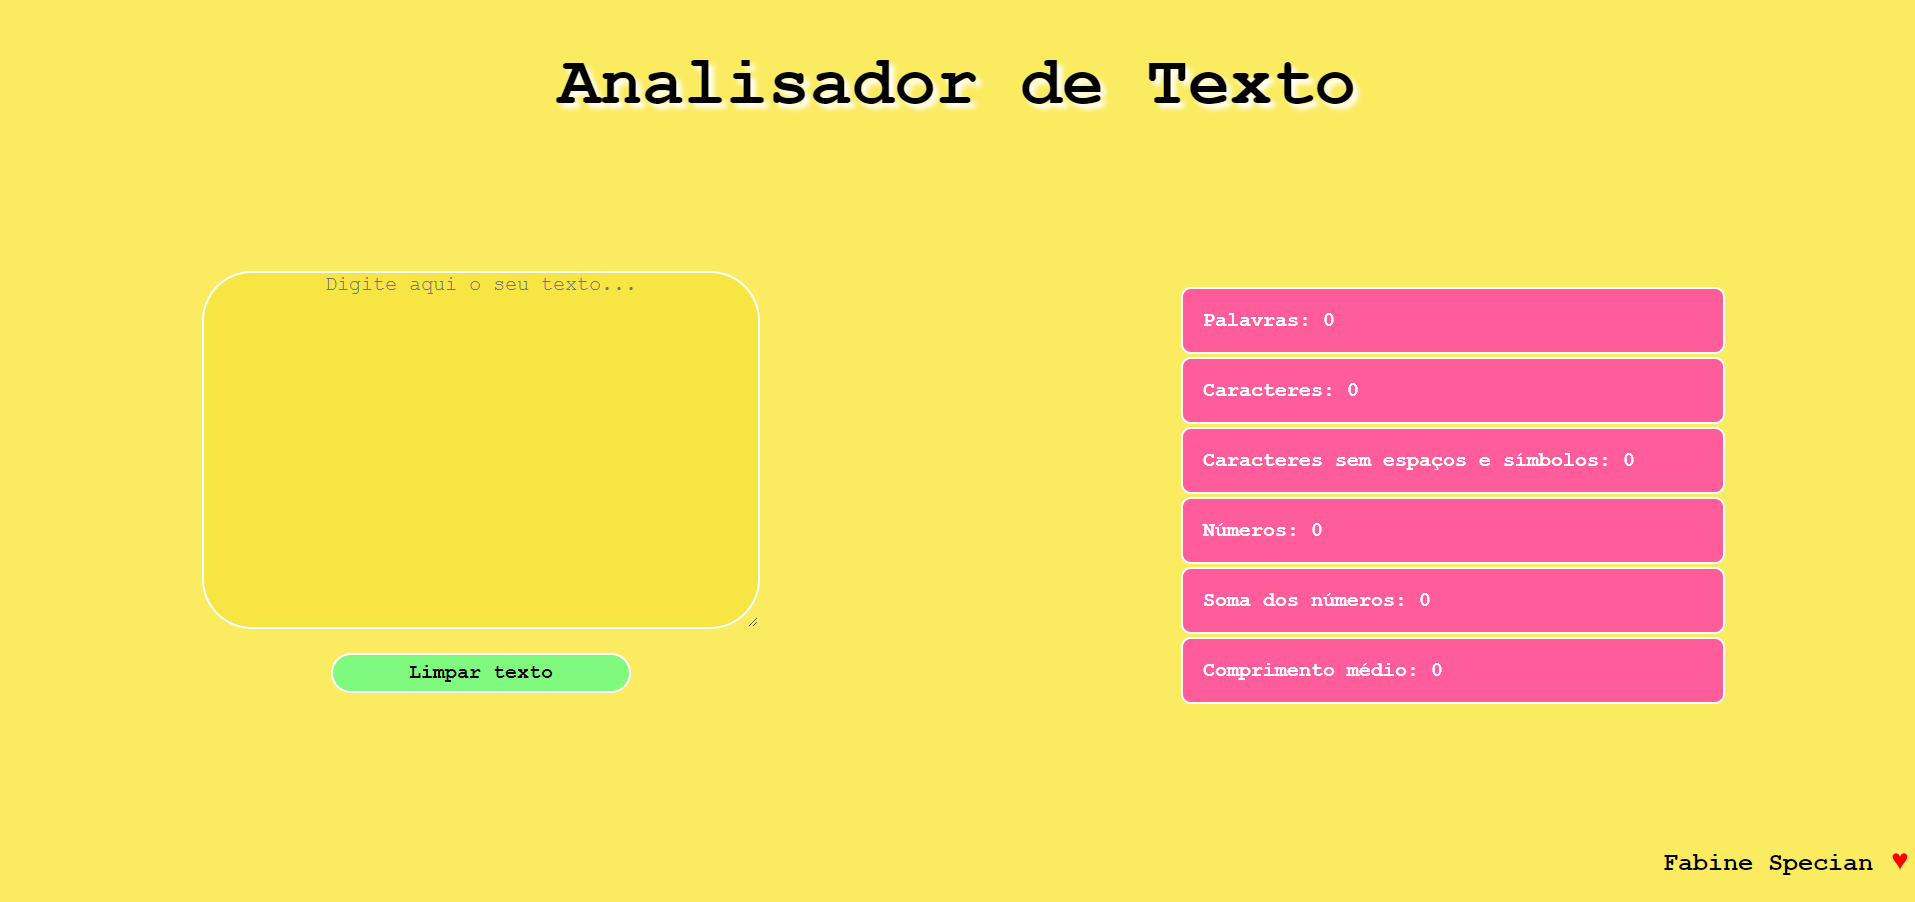 Analisador de Texto
Digite aqui o seu texto...
Limpar texto
Palavras: 0
Caracteres: 0
Caracteres sem espaços e símbolos: 0
Números: 0
Soma dos números: 0
Comprimento médio: 0
Fabine Specian ♥